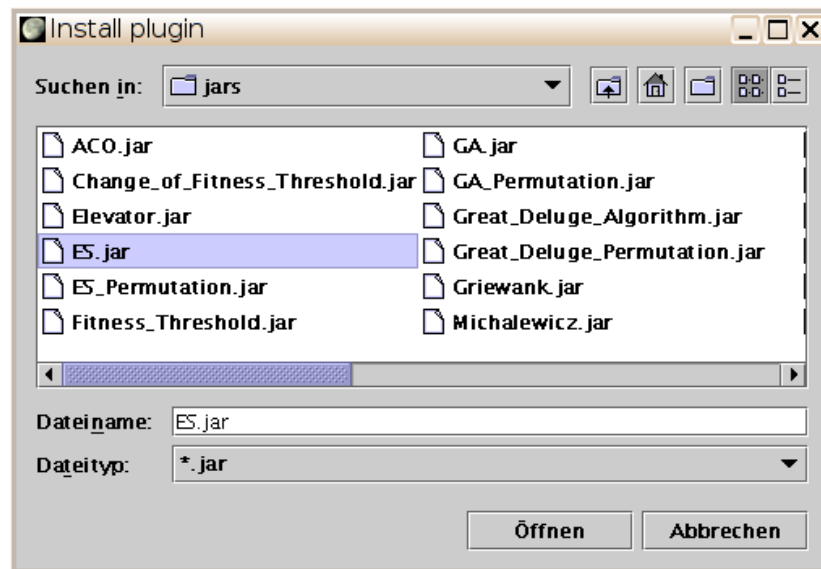 Install plugin
Suchen in: jars
ACO.jar
Change_of_Fitness_Threshold.jar
Elevator.jar
ES.jar
ES_Permutation.jar
Fitness_Threshold.jar
GA.jar
GA_Permutation.jar
Great_Deluge_Algorithm.jar
Great_Deluge_Permutation.jar
Griewank.jar
Michalewicz.jar
Dateiname: ES.jar
Dateityp: *.jar
Öffnen Abbrechen